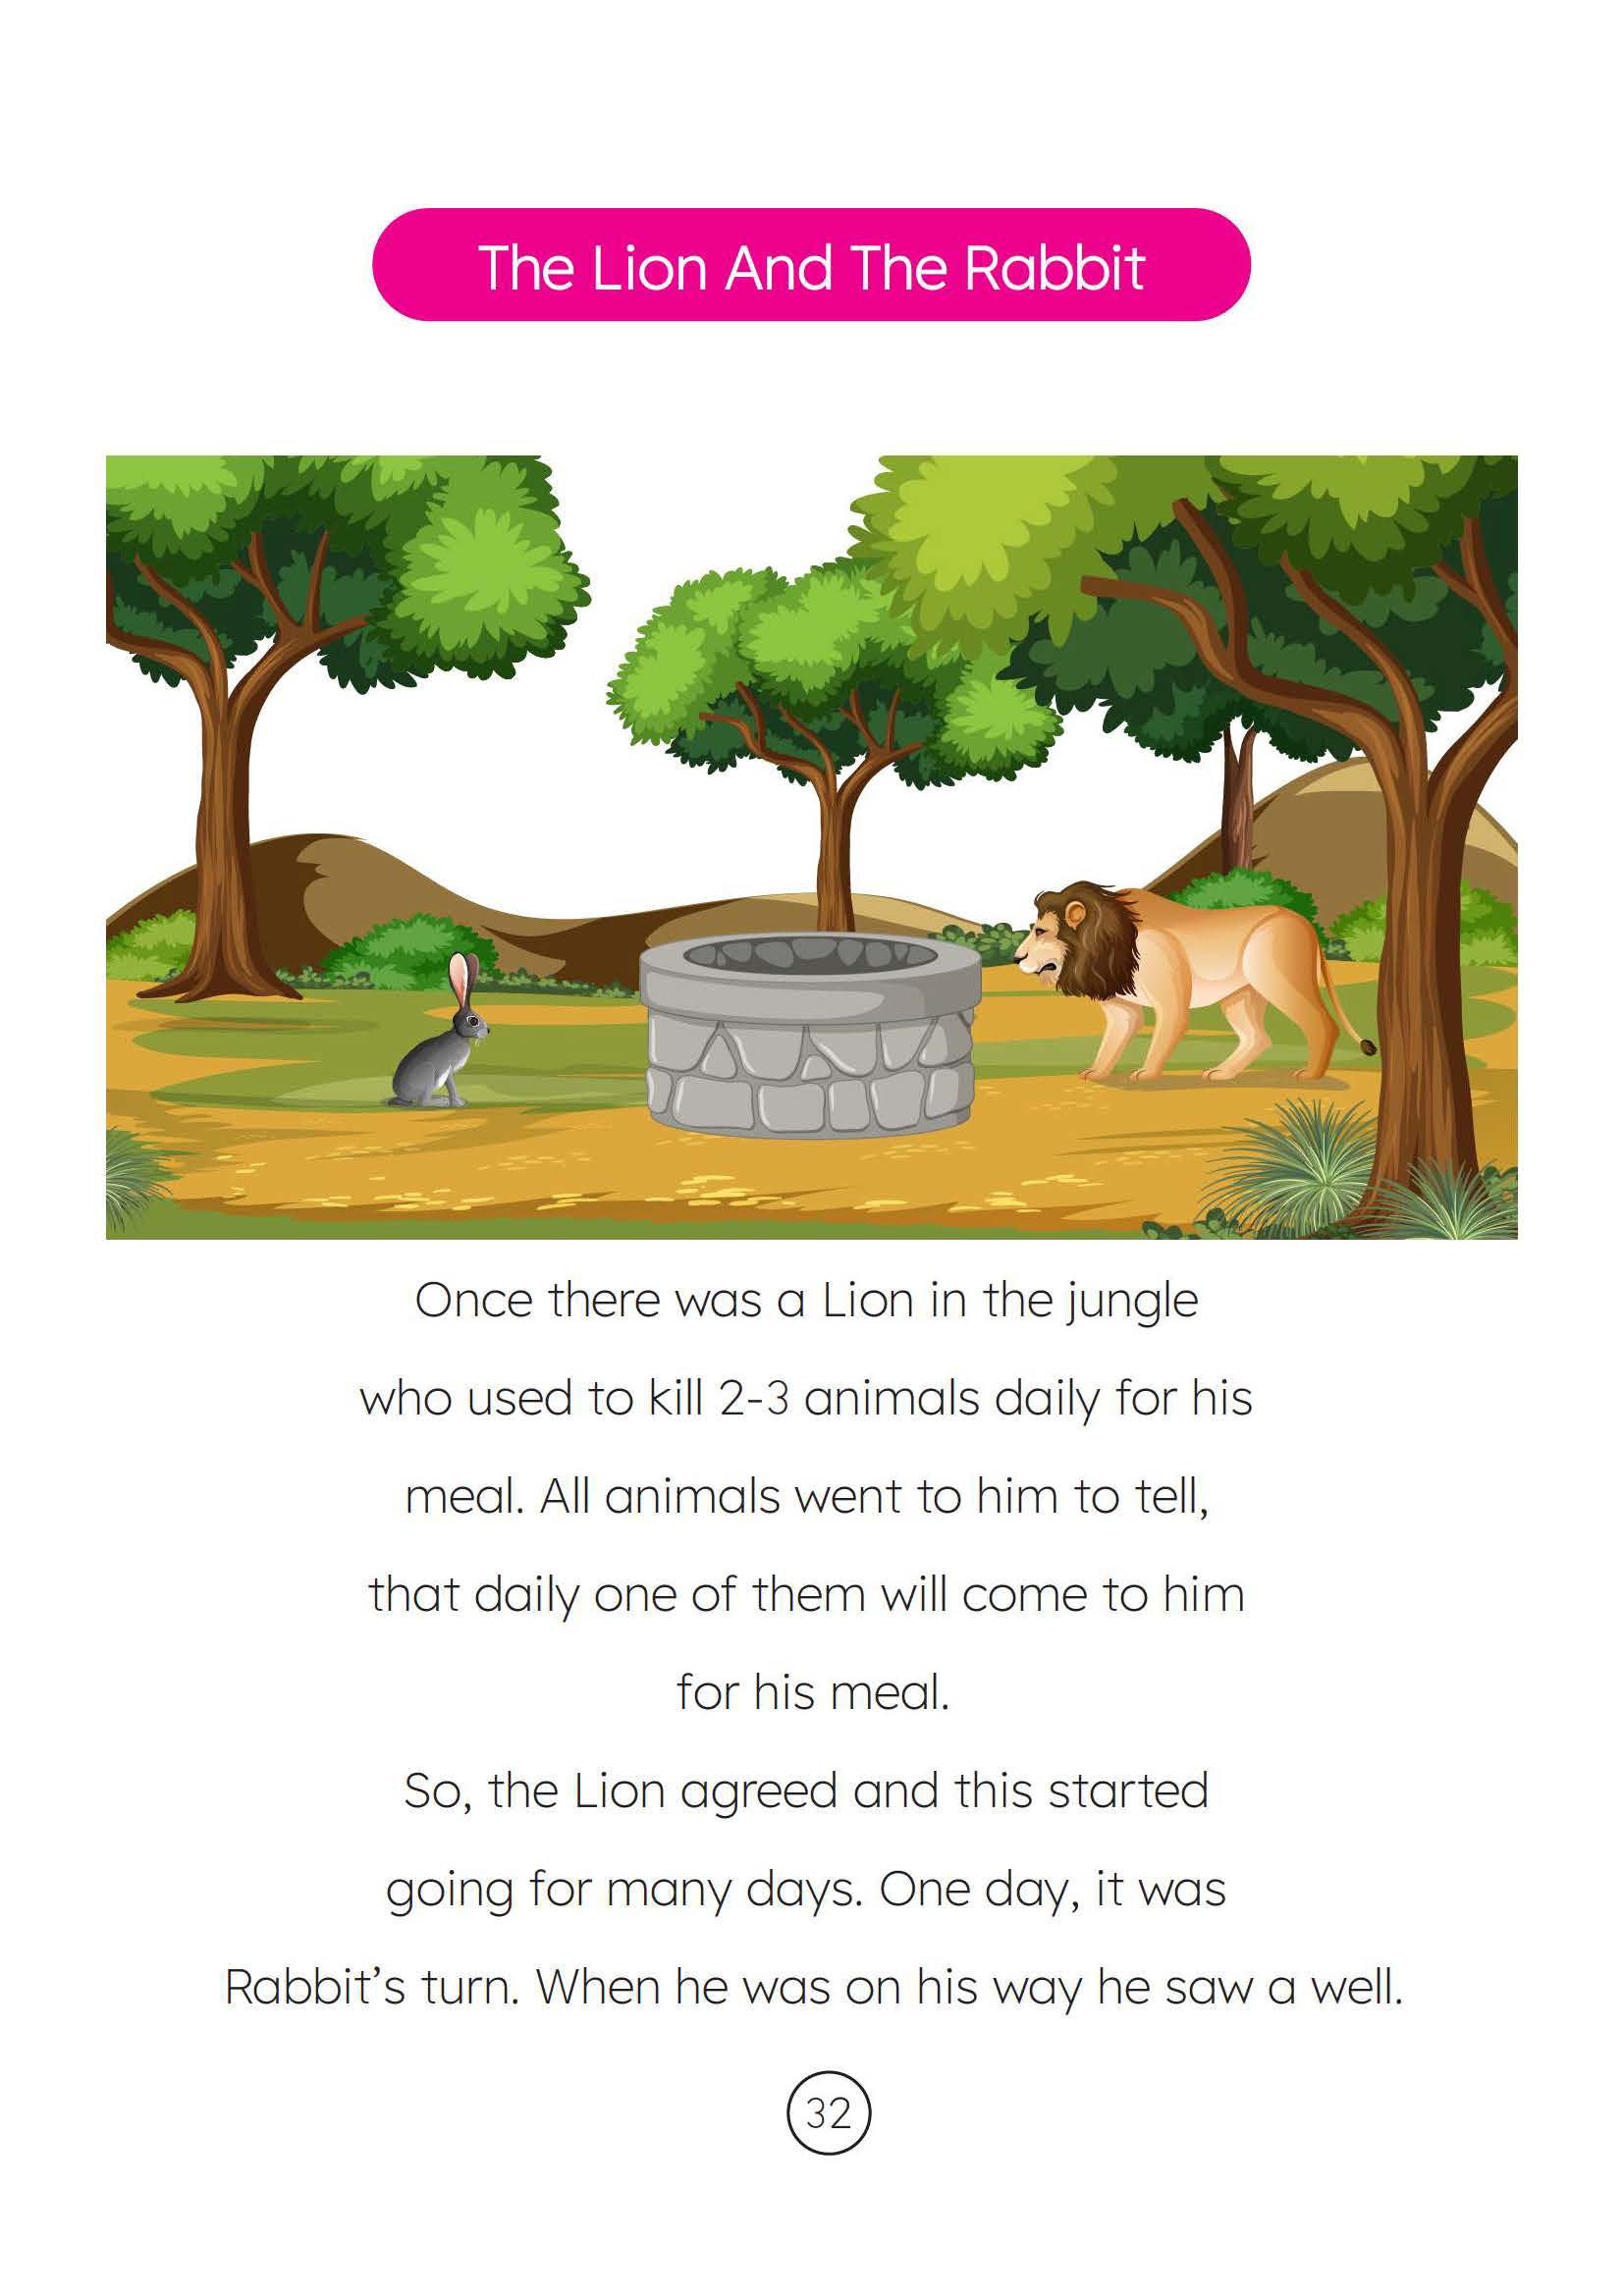 The Lion And The Rabbit
Once there was a Lion in the jungle
who used to kill 2-3 animals daily for his
meal. All animals went to him to tell,
that daily one of them will come to him
for his meal.
So, the Lion agreed and this started
going for many days. One day, it was
Rabbit’s turn. When he was on his way he saw a well.
32